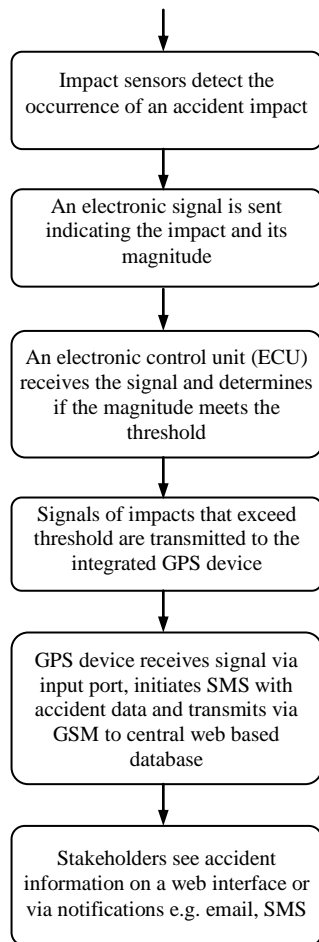 Impact sensors detect the
occurrence of an accident impact
An electronic signal is sent
indicating the impact and its
magnitude
An electronic control unit (ECU)
receives the signal and determines
if the magnitude meets the
threshold
Signals of impacts that exceed
threshold are transmitted to the
integrated GPS device
GPS device receives signal via
input port, initiates SMS with
accident data and transmits via
GSM to central web based
database
Stakeholders see accident
information on a web interface or
via notifications e.g. email, SMS